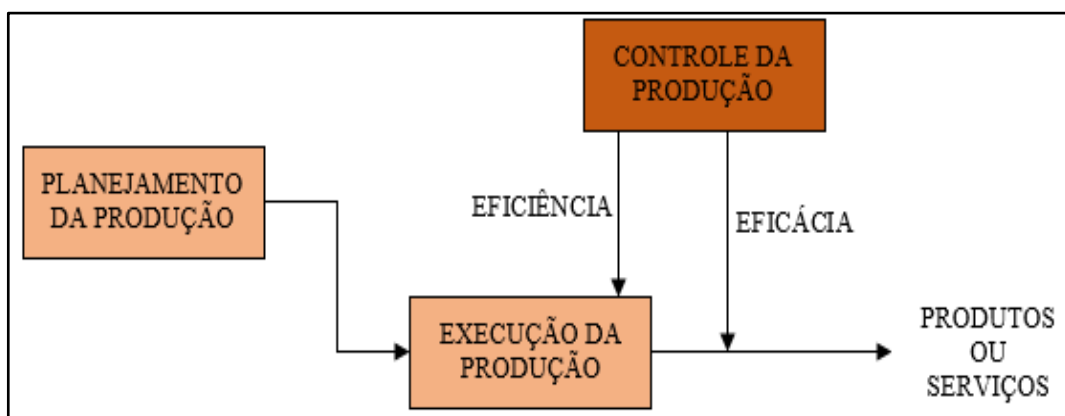 CONTROLE DA
PRODUÇÃO
PLANEJAMENTO
DA PRODUÇÃO
EFICIÊNCIA
EFICÁCIA
EXECUÇÃO DA
PRODUÇÃO
PRODUTOS
OU
SERVIÇOS